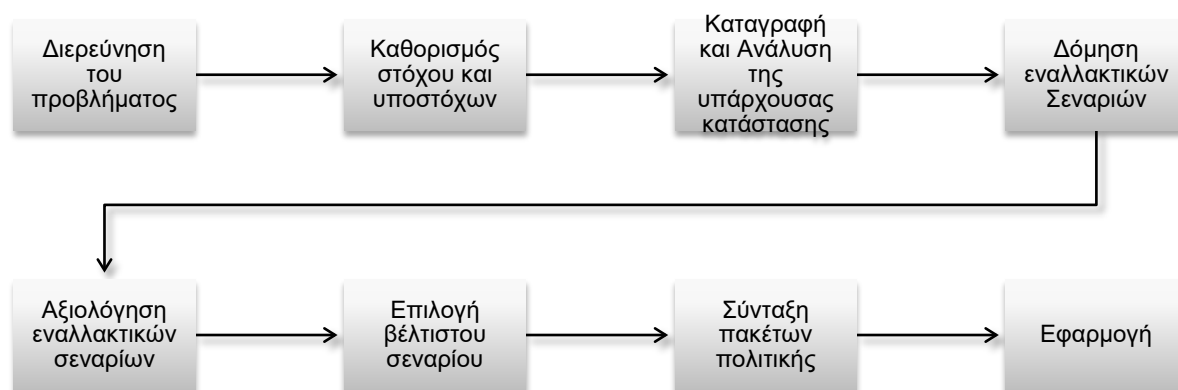 Διερεύνηση
του
προβλήματος
Καθορισμός
στόχου και
υποστόχων
Καταγραφή
και Ανάλυση
της
υπάρχουσας
κατάστασης
Δόμηση
εναλλακτικών
Σεναριών
Αξιολόγηση
εναλλακτικών
σεναρίων
Επιλογή
βέλτιστου
σεναρίου
Σύνταξη
πακέτων
πολιτικής
Εφαρμογή